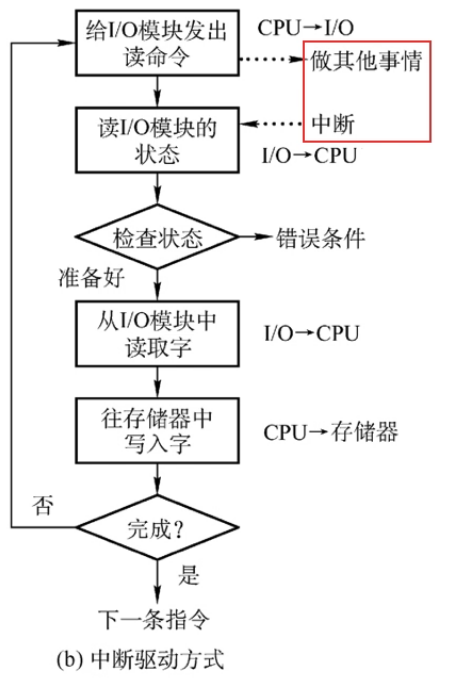 给I/O模块发出
读命令
CPU→I/O
做其他事情
中断
读I/O模块的
状态
I/O→CPU
检查状态
错误条件
准备好
从I/O模块中
读取字
I/O→CPU
往存储器中
写入字
CPU→存储器
否
完成?
是
下一条指令
(b) 中断驱动方式